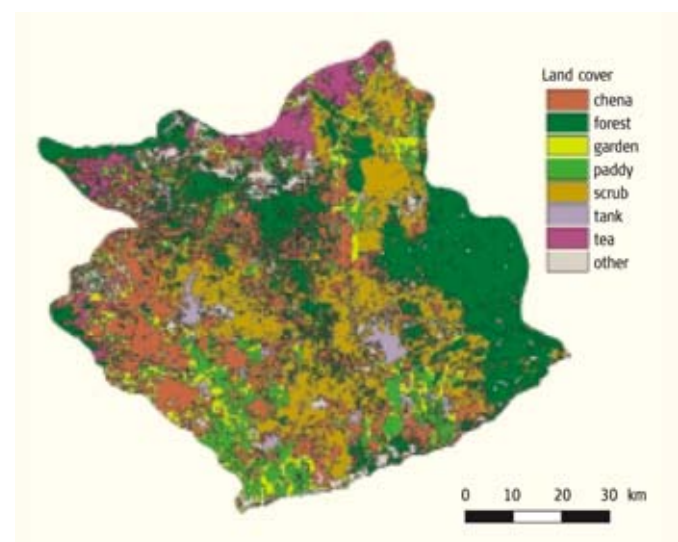 Land cover
chena
forest
garden
paddy
scrub
tank
tea
other
0 10 20 30 km